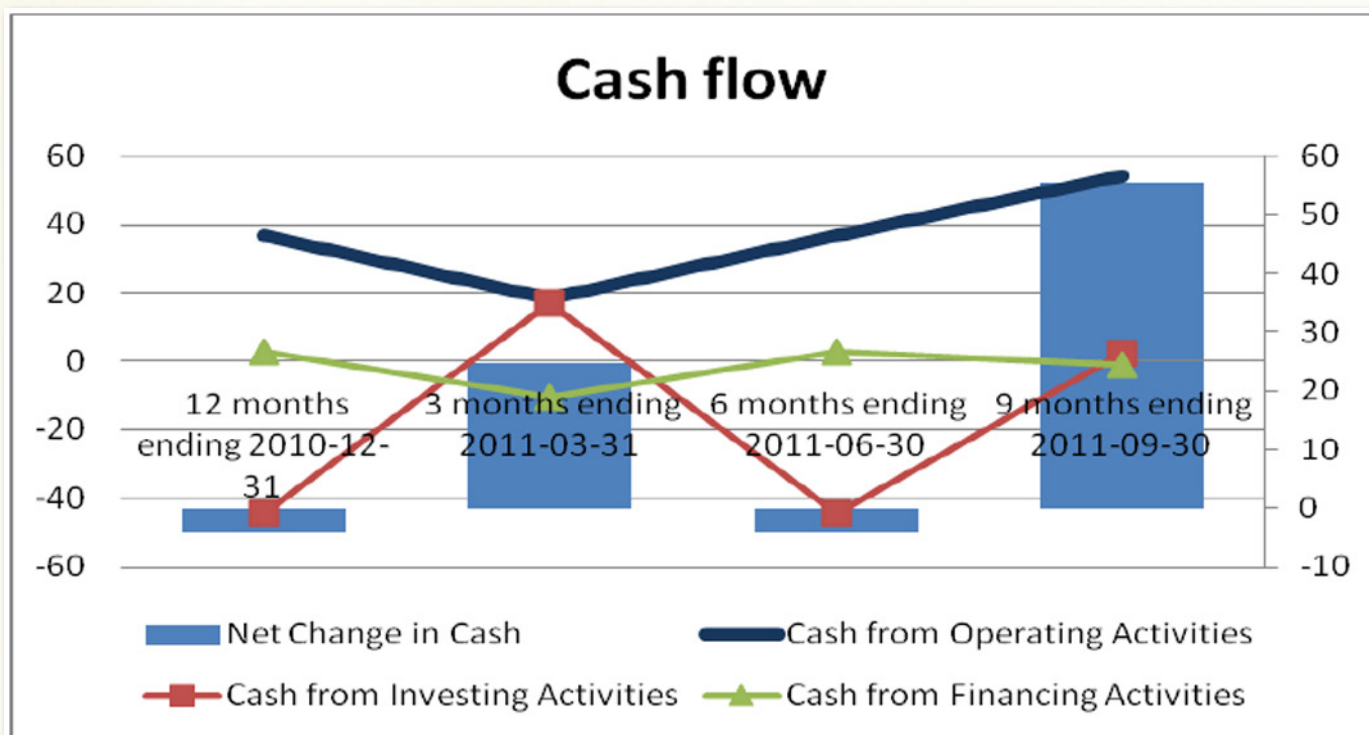 Cash flow
60
40
20
0
-20
-40
-60
60
50
40
30
20
10
0
-10
12 months
ending 2010-12-
31
3 months ending
2011-03-31
6 months ending
2011-06-30
9 months ending
2011-09-30
Net Change in Cash
Cash from Operating Activities
Cash from Investing Activities
Cash from Financing Activities